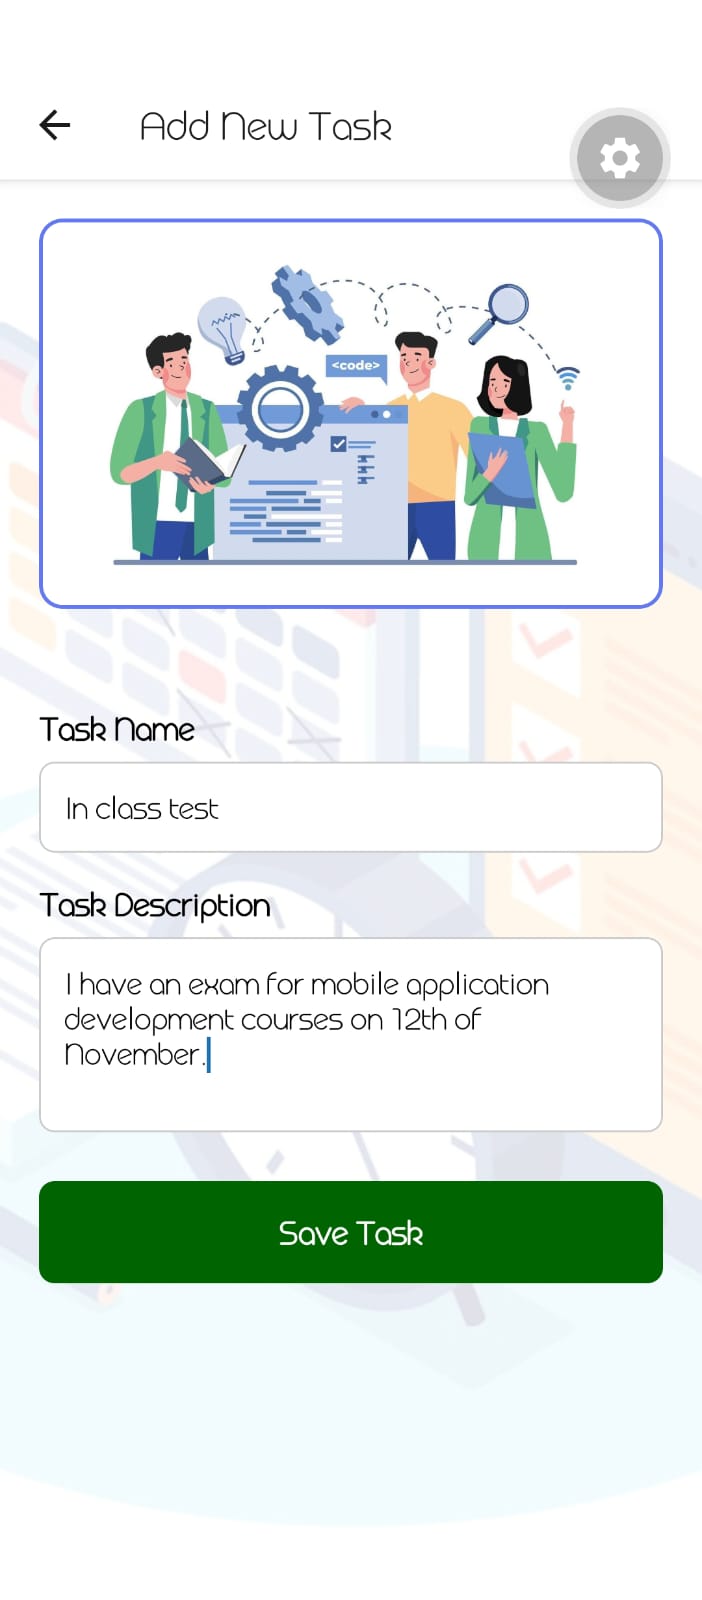 Add New Task
<code>
Task Name
In class test
Task Description
I have an exam for mobile application
development courses on 12th of
November.
Save Task